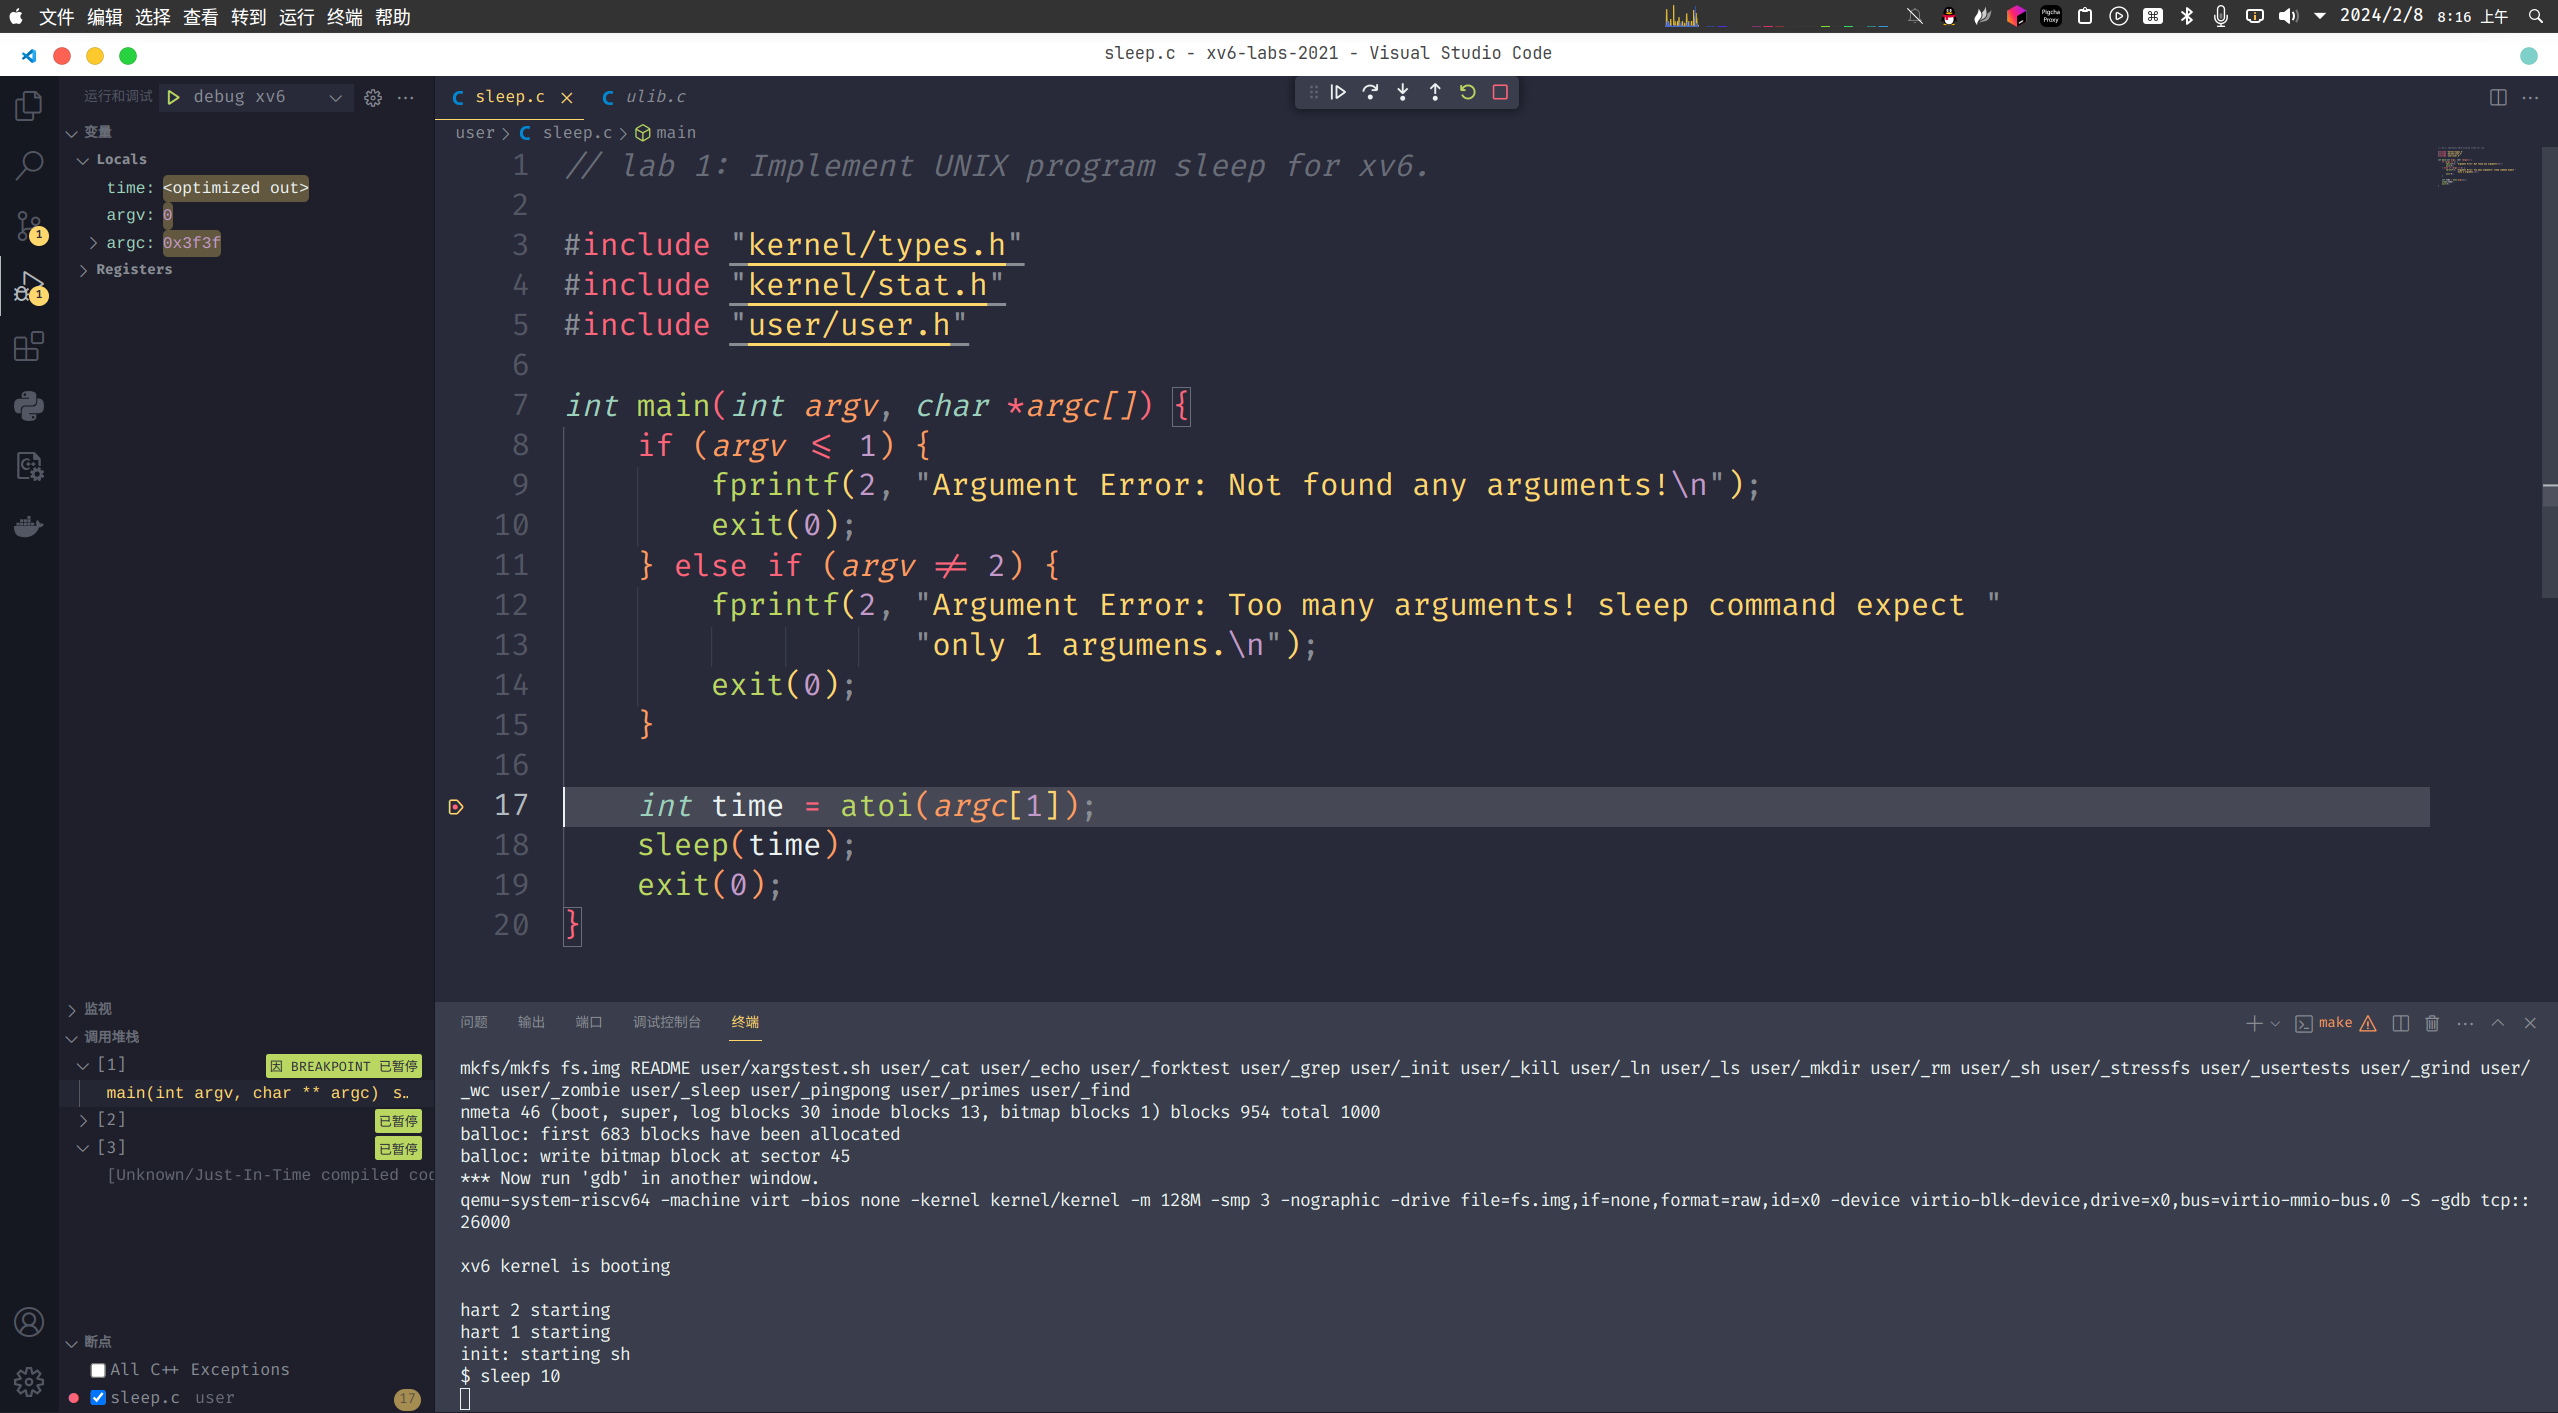 文件 编辑 选择 查看 转到 运行 终端 帮助
Pigcha Proxy
2024/2/8 8:16 上午
sleep.c - xv6-labs-2021 - Visual Studio Code
运行和调试 debug xv6
变量
Locals
time: <optimized out>
argv: 0
argc: 0x3f3f
Registers
1
1
监视
调用堆栈
[1] 因 BREAKPOINT 已暂停
main(int argv, char ** argc) s…
[2] 已暂停
[3] 已暂停
[Unknown/Just-In-Time compiled cod
断点
All C++ Exceptions
sleep.c user 17
sleep.c ulib.c
user > sleep.c > main
1 // lab 1: Implement UNIX program sleep for xv6.
2
3 #include "kernel/types.h"
4 #include "kernel/stat.h"
5 #include "user/user.h"
6
7 int main(int argv, char *argc[]) {
8 if (argv <= 1) {
9 fprintf(2, "Argument Error: Not found any arguments!\n");
10 exit(0);
11 } else if (argv != 2) {
12 fprintf(2, "Argument Error: Too many arguments! sleep command expect "
13 "only 1 argumens.\n");
14 exit(0);
15 }
16
17 int time = atoi(argc[1]);
18 sleep(time);
19 exit(0);
20 }
问题 输出 端口 调试控制台 终端
make
mkfs/mkfs fs.img README user/xargstest.sh user/_cat user/_echo user/_forktest user/_grep user/_init user/_kill user/_ln user/_ls user/_mkdir user/_rm user/_sh user/_stressfs user/_usertests user/_grind user/
_wc user/_zombie user/_sleep user/_pingpong user/_primes user/_find
nmeta 46 (boot, super, log blocks 30 inode blocks 13, bitmap blocks 1) blocks 954 total 1000
balloc: first 683 blocks have been allocated
balloc: write bitmap block at sector 45
*** Now run 'gdb' in another window.
qemu-system-riscv64 -machine virt -bios none -kernel kernel/kernel -m 128M -smp 3 -nographic -drive file=fs.img,if=none,format=raw,id=x0 -device virtio-blk-device,drive=x0,bus=virtio-mmio-bus.0 -S -gdb tcp::
26000
xv6 kernel is booting
hart 2 starting
hart 1 starting
init: starting sh
$ sleep 10